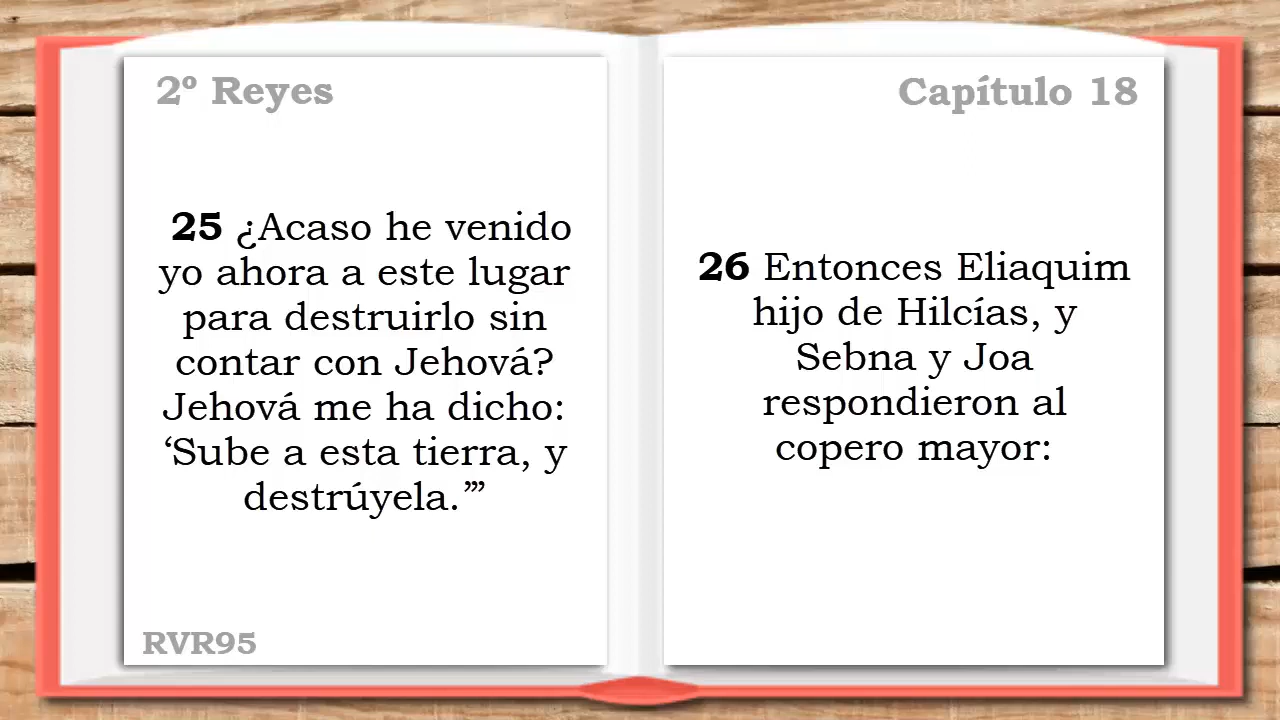 2º Reyes
25 ¿Acaso he venido
yo ahora a este lugar
para destruirlo sin
contar con Jehová?
Jehová me ha dicho:
‘Sube a esta tierra, y
destrúyela.’”
RVR95
Capítulo 18
26 Entonces Eliaquim
hijo de Hilcías, y
Sebna y Joa
respondieron al
copero mayor: